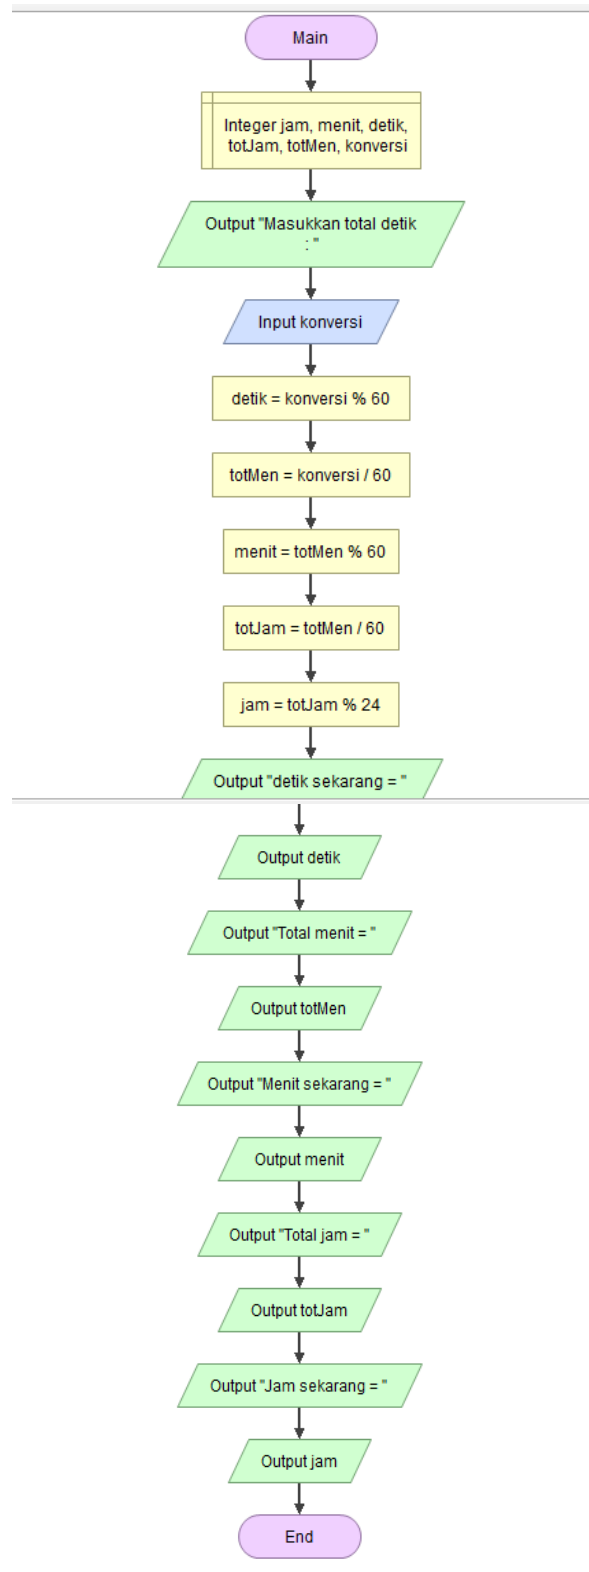 Main
Integer jam, menit, detik,
totJam, totMen, konversi
Output "Masukkan total detik
: "
Input konversi
detik = konversi % 60
totMen = konversi / 60
menit = totMen % 60
totJam = totMen / 60
jam = totJam % 24
Output "detik sekarang = "
Output detik
Output "Total menit = "
Output totMen
Output "Menit sekarang = "
Output menit
Output "Total jam = "
Output totJam
Output "Jam sekarang = "
Output jam
End